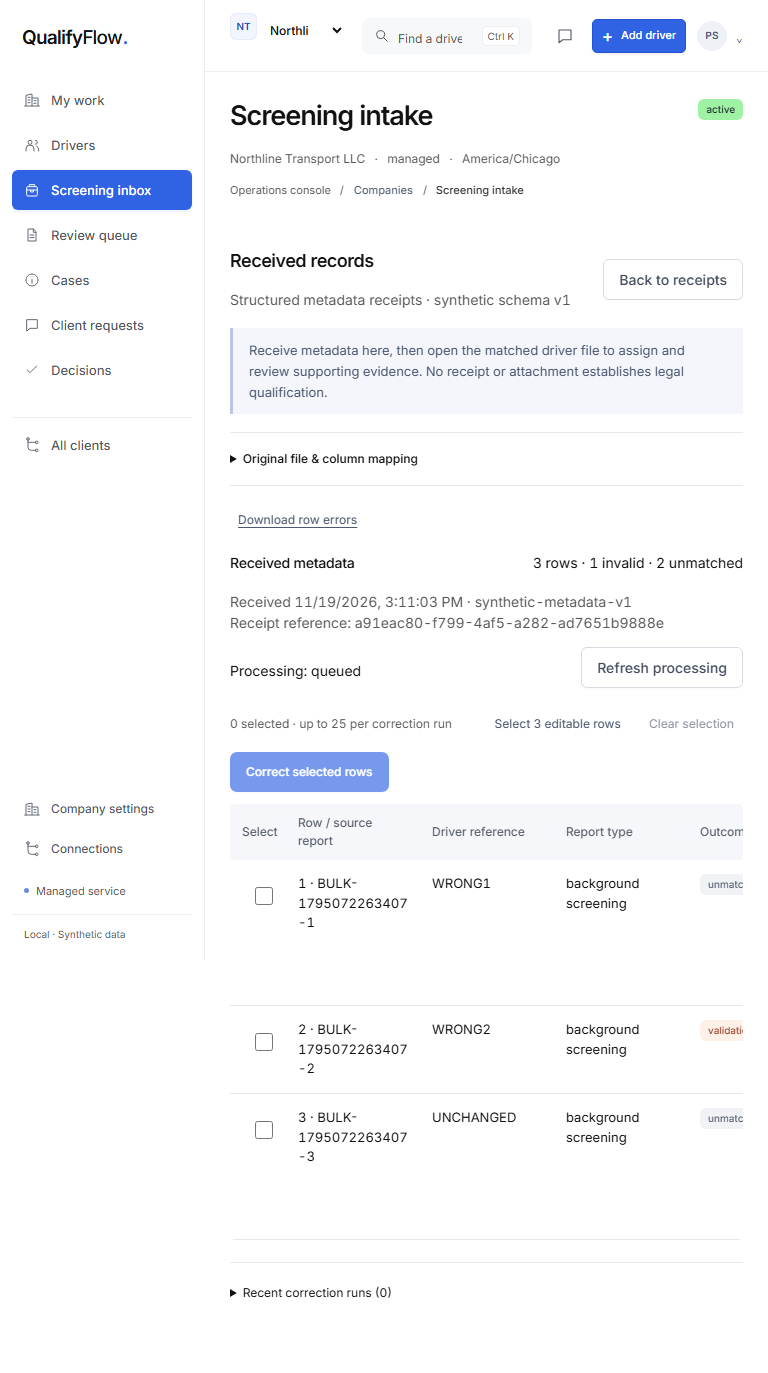 QualifyFlow.
My work
Drivers
Screening inbox
Review queue
Cases
Client requests
Decisions
All clients
Company settings
Connections
Managed service
Local · Synthetic data
NT
Northli
Find a drive
Ctrl K
+ Add driver
PS
Screening intake
active
Northline Transport LLC · managed · America/Chicago
Operations console / Companies / Screening intake
Received records
Back to receipts
Structured metadata receipts · synthetic schema v1
Receive metadata here, then open the matched driver file to assign and
review supporting evidence. No receipt or attachment establishes legal
qualification.
Original file & column mapping
Download row errors
Received metadata
3 rows · 1 invalid · 2 unmatched
Received 11/19/2026, 3:11:03 PM · synthetic-metadata-v1
Receipt reference: a91eac80-f799-4af5-a282-ad7651b9888e
Processing: queued
Refresh processing
0 selected · up to 25 per correction run
Select 3 editable rows
Clear selection
Correct selected rows
Select
Row / source
report
Driver reference
Report type
Outcom
1 · BULK-
1795072263407
-1
WRONG1
background
screening
unmatc
2 · BULK-
1795072263407
-2
WRONG2
background
screening
validati
3 · BULK-
1795072263407
-3
UNCHANGED
background
screening
unmatc
Recent correction runs (0)